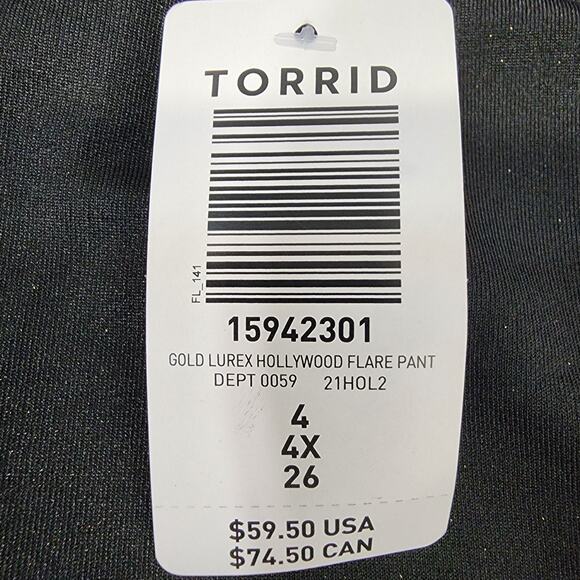 TORRID
FL_141
15942301
GOLD LUREX HOLLYWOOD FLARE PANT
DEPT 0059 21HOL2
4
4X
26
$59.50 USA
$74.50 CAN